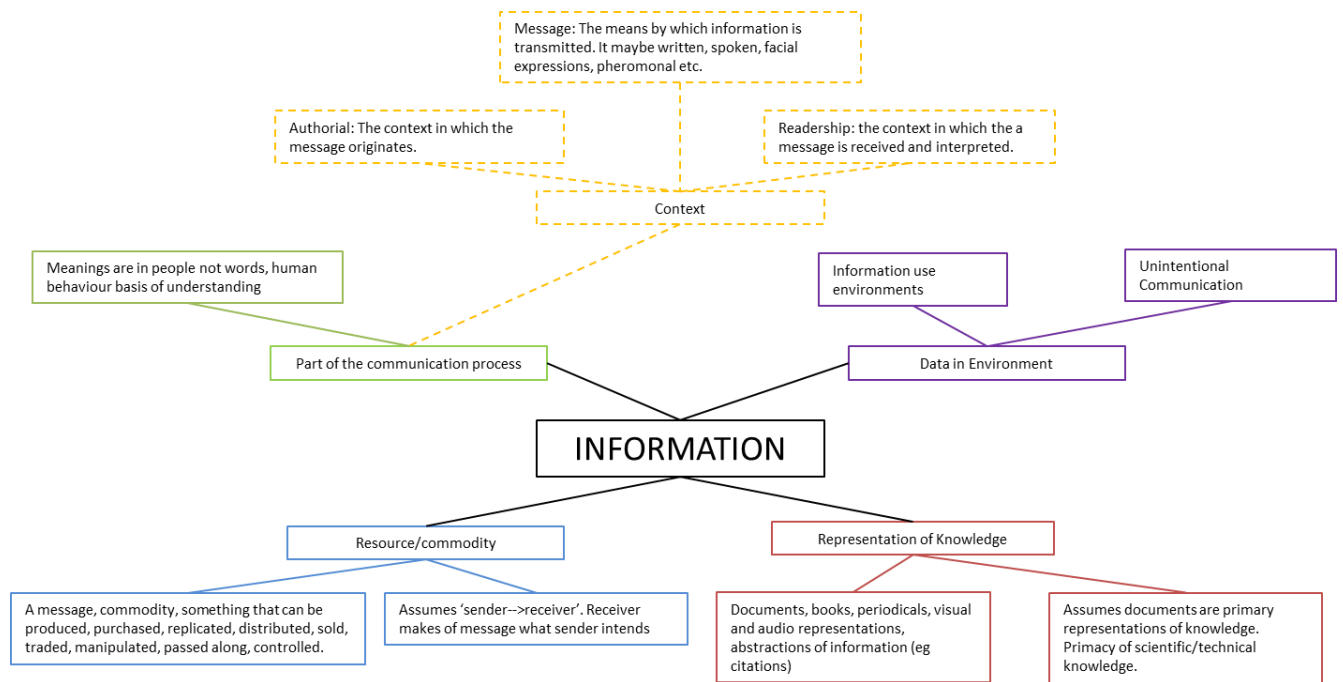 Message: The means by which information is
transmitted. It maybe written, spoken, facial
expressions, pheromonal etc.
Authorial: The context in which the
message originates.
Readership: the context in which the a
message is received and interpreted.
Context
Meanings are in people not words, human
behaviour basis of understanding
Information use
environments
Unintentional
Communication
Part of the communication process
Data in Environment
INFORMATION
Resource/commodity
Representation of Knowledge
A message, commodity, something that can be
produced, purchased, replicated, distributed, sold,
traded, manipulated, passed along, controlled.
Assumes ‘sender-->receiver’. Receiver
makes of message what sender intends
Documents, books, periodicals, visual
and audio representations,
abstractions of information (eg
citations)
Assumes documents are primary
representations of knowledge.
Primacy of scientific/technical
knowledge.